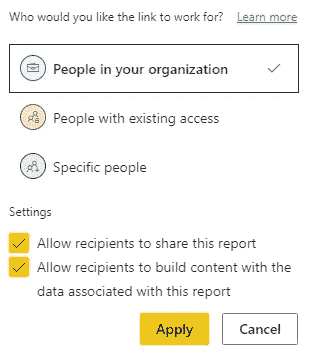 Who would you like the link to work for? Learn more
People in your organization
People with existing access
Specific people
Settings
Allow recipients to share this report
Allow recipients to build content with the
data associated with this report
Apply Cancel